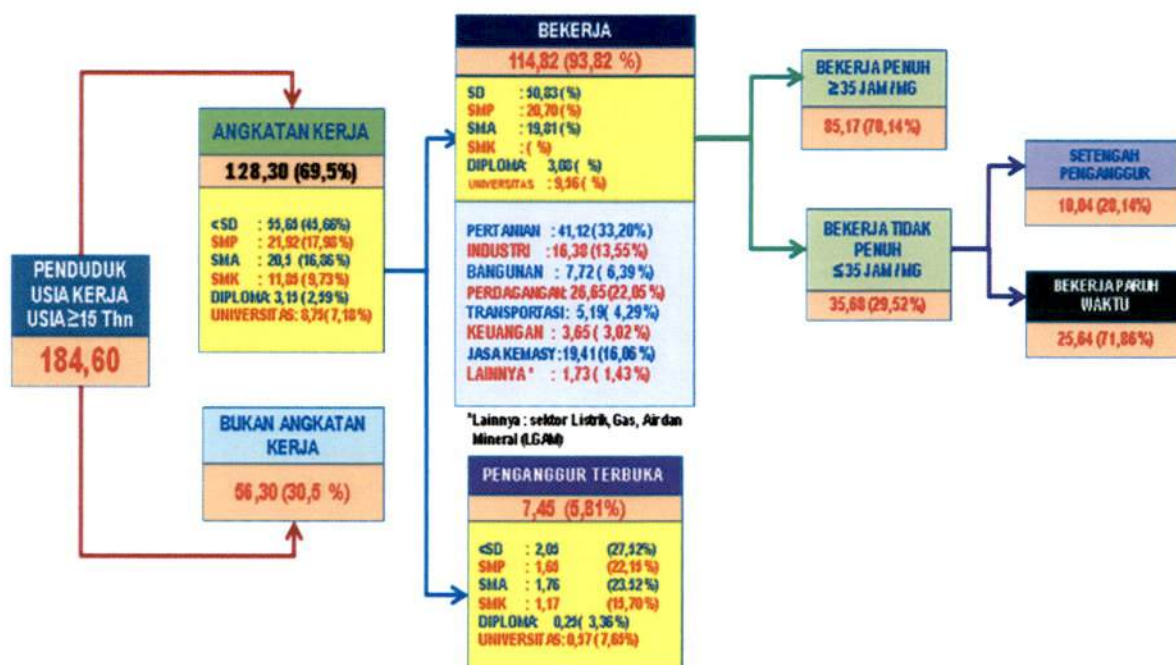 PENDUDUK
USIA KERJA
USIA ≥15 Thn
184,60
ANGKATAN KERJA
128,30 (69,5%)
<SD : 55,65 (45,66%)
SMP : 21,92 (17,98%)
SMA : 20,5 (16,86%)
SMK : 11,85 (9,73%)
DIPLOMA: 3,15 (2,59%)
UNIVERSITAS: 8,75 (7,18%)
BUKAN ANGKATAN
KERJA
56,30 (30,5 %)
BEKERJA
114,82 (93,82 %)
SD : 50,83 (%)
SMP : 20,70 (%)
SMA : 19,81 (%)
SMK : ( %)
DIPLOMA: 3,08 ( %)
UNIVERSITAS : 9,56 ( %)
PERTANIAN : 41,12 (33,20%)
INDUSTRI : 16,38 (13,55%)
BANGUNAN : 7,72 ( 6,39%)
PERDAGANGAN: 26,65 (22,05%)
TRANSPORTASI: 5,19 ( 4,29%)
KEUANGAN : 3,65 ( 3,02%)
JASA KEMASY: 19,41 (16,06%)
LAINNYA* : 1,73 ( 1,43%)
*Lainnya : sektor Listrik, Gas, Air dan
Mineral (LGAM)
PENGANGGUR TERBUKA
7,45 (5,81%)
<SD : 2,05 (27,52%)
SMP : 1,65 (22,15%)
SMA : 1,76 (23.52%)
SMK : 1,17 (15,70%)
DIPLOMA: 0,25 ( 3,36%)
UNIVERSITAS: 0,57 (7,65%)
BEKERJA PENUH
≥35 JAM/MG
85,17 (70,14%)
BEKERJA TIDAK
PENUH
≤35 JAM/MG
35,68 (29,52%)
SETENGAH
PENGANGGUR
10,04 (28,14%)
BEKERJA PARUH
WAKTU
25,64 (71,86%)